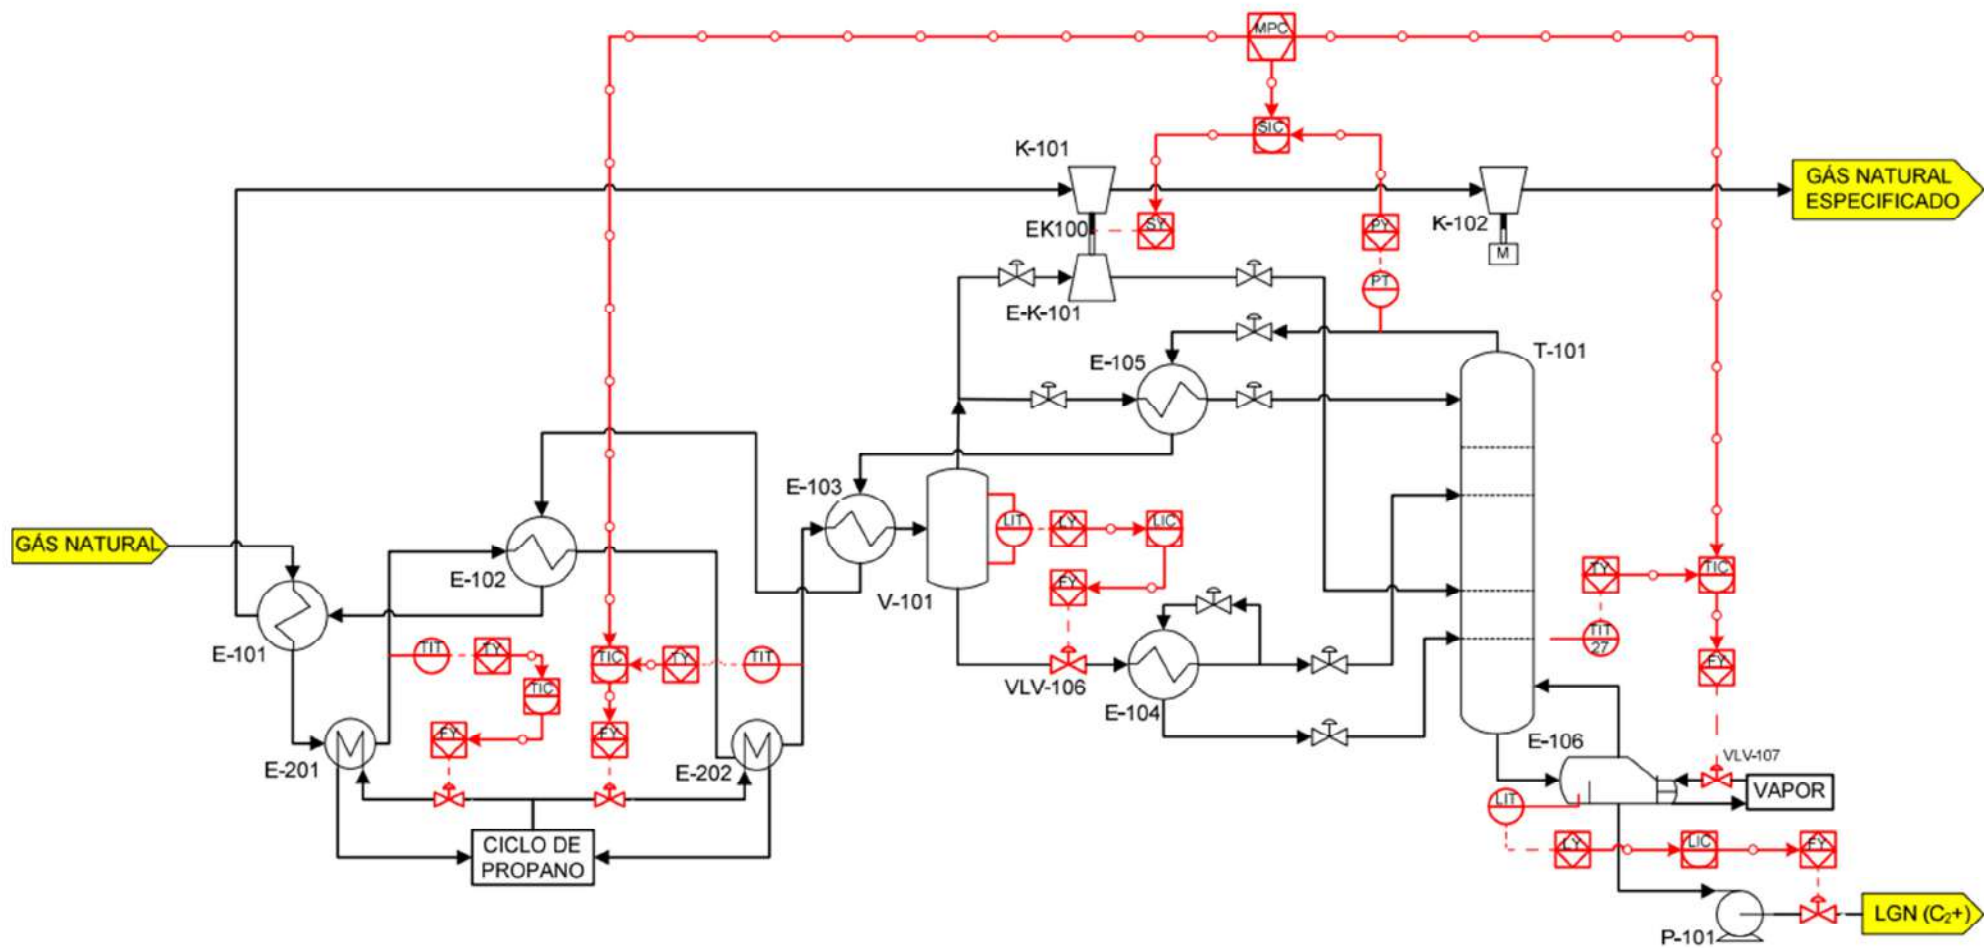 MPC
SIC
K-101
GÁS NATURAL
ESPECIFICADO
K-102
EK100
SY
PY
M
PT
E-K-101
E-105
T-101
E-103
GÁS NATURAL
E-102
LIT
LY
LIC
V-101
FY
TY
TIC
TIT
27
E-101
TIT
TY
TIC
TIC
TY
TIT
FY
VLV-106
E-104
FY
FY
E-201
E-202
E-106
VLV-107
VAPOR
LIT
CICLO DE
PROPANO
LY
LIC
FY
P-101
LGN (C₂+)